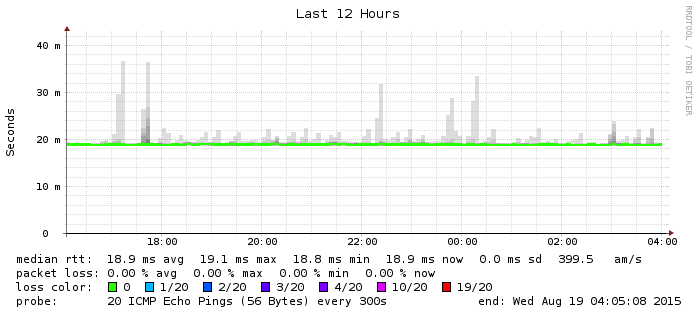 Last 12 Hours
RRDTOOL / TOBI OETIKER
Seconds
40 m
30 m
20 m
10 m
0
18:00 20:00 22:00 00:00 02:00 04:00
median rtt: 18.9 ms avg 19.1 ms max 18.8 ms min 18.9 ms now 0.0 ms sd 399.5 am/s
packet loss: 0.00 % avg 0.00 % max 0.00 % min 0.00 % now
loss color: 0 1/20 2/20 3/20 4/20 10/20 19/20
probe: 20 ICMP Echo Pings (56 Bytes) every 300s end: Wed Aug 19 04:05:08 2015